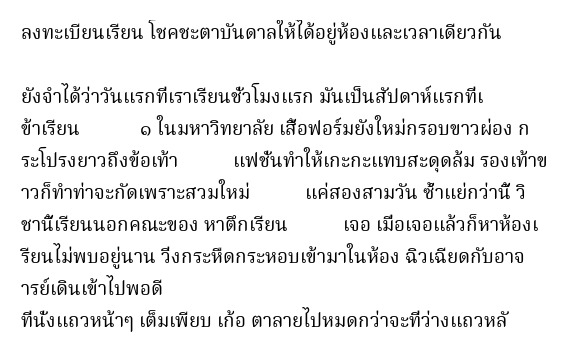 ลงทะเบียนเรียน โชคชะตาบันดาลให้ได้อยู่ห้องและเวลาเดียวกัน
ยังจำได้ว่าวันแรกที่เราเรียนชั่วโมงแรก มันเป็นสัปดาห์แรกที่เ
ข้าเรียน ๑ ในมหาวิทยาลัย เสื้อฟอร์มยังใหม่กรอบขาวผ่อง ก
ระโปรงยาวถึงข้อเท้า แฟชั่นทำให้เกะกะแทบสะดุดล้ม รองเท้าข
าวก็ทำท่าจะกัดเพราะสวมใหม่ แค่สองสามวัน ซ้ำแย่กว่านี้ วิ
ชานี้เรียนนอกคณะของ หาตึกเรียน เจอ เมื่อเจอแล้วก็หาห้องเ
รียนไม่พบอยู่นาน วิ่งกระหืดกระหอบเข้ามาในห้อง ฉิวเฉียดกับอาจ
ารย์เดินเข้าไปพอดี
ที่นั่งแถวหน้าๆ เต็มเพียบ เก้อ ตาลายไปหมดกว่าจะที่ว่างแถวหลั